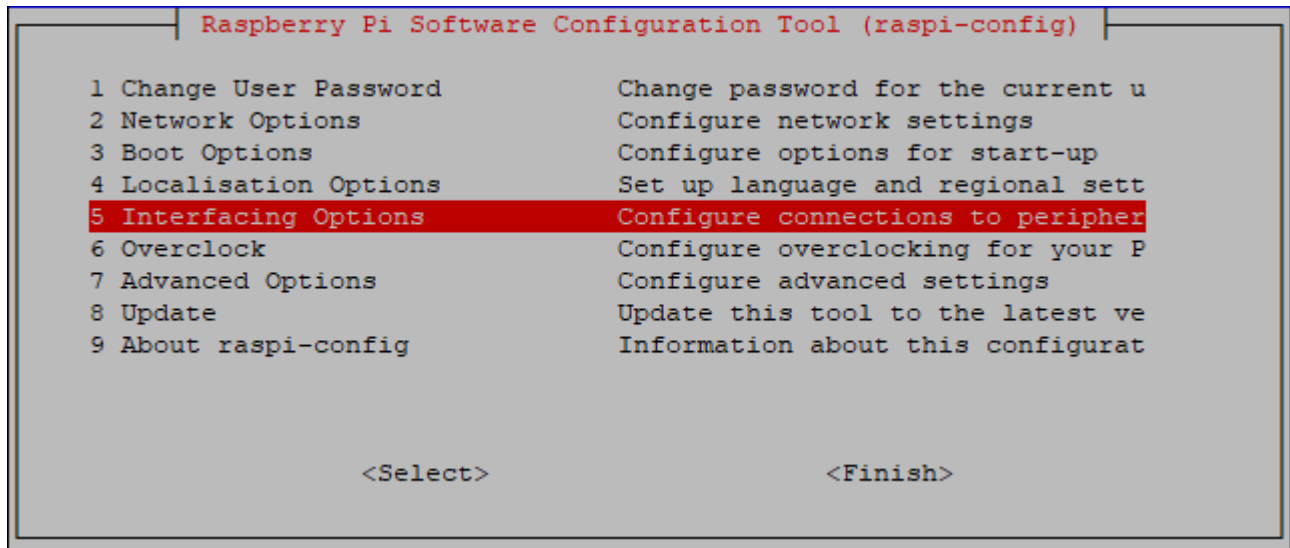 Raspberry Pi Software Configuration Tool (raspi-config)
1 Change User Password Change password for the current u
2 Network Options Configure network settings
3 Boot Options Configure options for start-up
4 Localisation Options Set up language and regional sett
5 Interfacing Options Configure connections to peripher
6 Overclock Configure overclocking for your P
7 Advanced Options Configure advanced settings
8 Update Update this tool to the latest ve
9 About raspi-config Information about this configurat
<Select> <Finish>